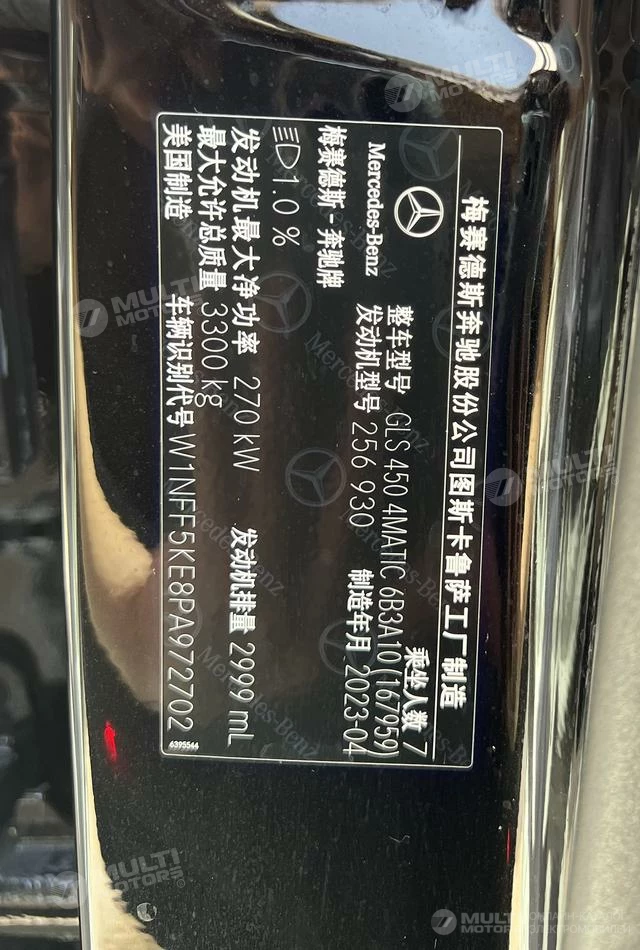 梅赛德斯奔驰股份公司图斯卡鲁萨工厂制造
乘坐人数 7
Mercedes-Benz
整车型号 GLS 450 4MATIC 6B3A10 (167959)
发动机型号 256 930 制造年月 2023-04
梅赛德斯-奔驰牌
1.0 %
发动机最大净功率 270 kW 发动机排量 2999 mL
最大允许总质量 3300 kg
美国制造 车辆识别代号 W1NFF5KE8PA972702
6395544
MULTI MOTORS